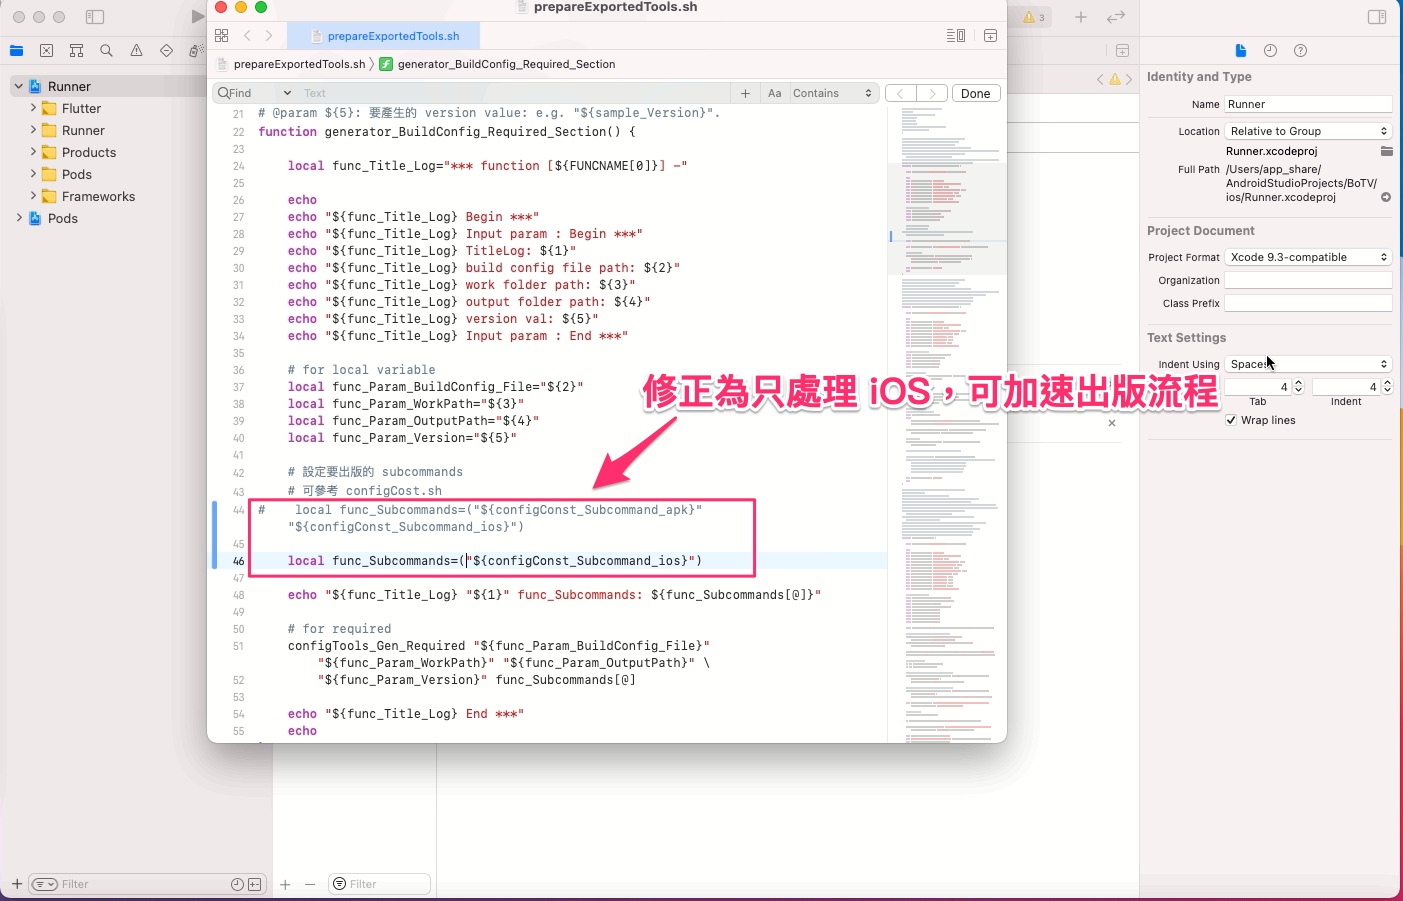 prepareExportedTools.sh
3
prepareExportedTools.sh
prepareExportedTools.sh
generator_BuildConfig_Required_Section
Find
Text
Aa
Contains
Done
Runner
Flutter
Runner
Products
Pods
Frameworks
Pods
21 # @param ${5}: 要產生的 version value: e.g. "${sample_Version}".
22 function generator_BuildConfig_Required_Section() {
23
24 local func_Title_Log="*** function [${FUNCNAME[0]}] -"
25
26 echo
27 echo "${func_Title_Log} Begin ***"
28 echo "${func_Title_Log} Input param : Begin ***"
29 echo "${func_Title_Log} TitleLog: ${1}"
30 echo "${func_Title_Log} build config file path: ${2}"
31 echo "${func_Title_Log} work folder path: ${3}"
32 echo "${func_Title_Log} output folder path: ${4}"
33 echo "${func_Title_Log} version val: ${5}"
34 echo "${func_Title_Log} Input param : End ***"
35
36 # for local variable
37 local func_Param_BuildConfig_File="${2}"
38 local func_Param_WorkPath="${3}"
39 local func_Param_OutputPath="${4}"
40 local func_Param_Version="${5}"
41
42 # 設定要出版的 subcommands
43 # 可參考 configCost.sh
44 # local func_Subcommands=("${configConst_Subcommand_apk}"
"${configConst_Subcommand_ios}")
45
46 local func_Subcommands=("${configConst_Subcommand_ios}")
47
48 echo "${func_Title_Log} "${1}" func_Subcommands: ${func_Subcommands[@]}"
49
50 # for required
51 configTools_Gen_Required "${func_Param_BuildConfig_File}"
"${func_Param_WorkPath}" "${func_Param_OutputPath}" \
52 "${func_Param_Version}" func_Subcommands[@]
53
54 echo "${func_Title_Log} End ***"
55 echo
修正為只處理 iOS，可加速出版流程
Identity and Type
Name Runner
Location Relative to Group
Runner.xcodeproj
Full Path /Users/app_share/
AndroidStudioProjects/BoTV/
ios/Runner.xcodeproj
Project Document
Project Format Xcode 9.3-compatible
Organization
Class Prefix
Text Settings
Indent Using Spaces
4 4
Tab Indent
Wrap lines
Filter
Filter